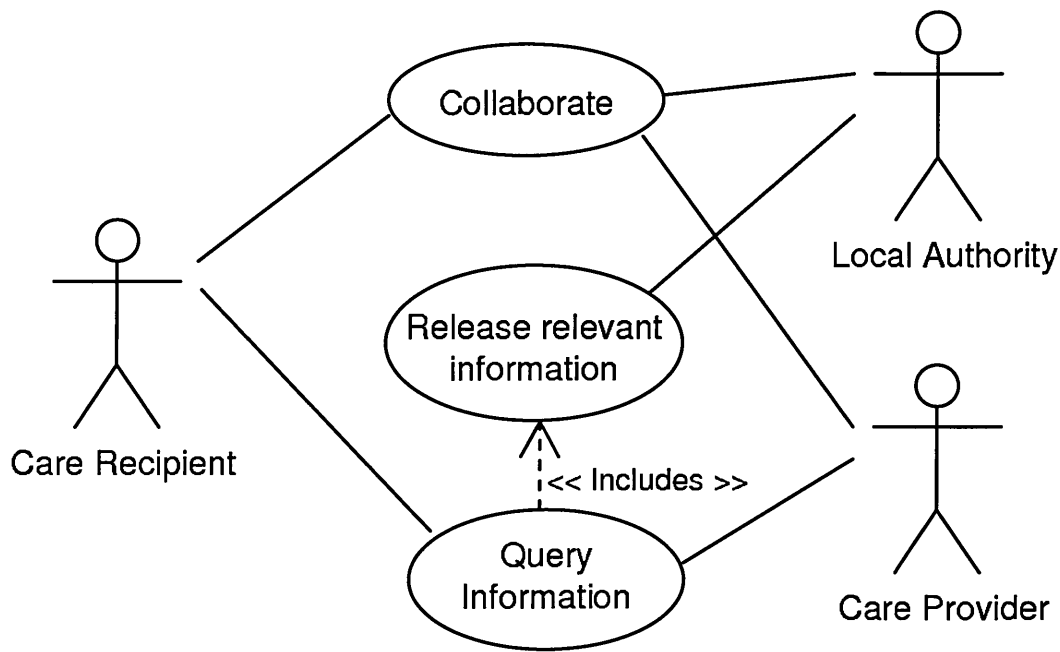 Collaborate
Local Authority
Release relevant
information
Care Recipient
<< Includes >>
Query
Information
Care Provider